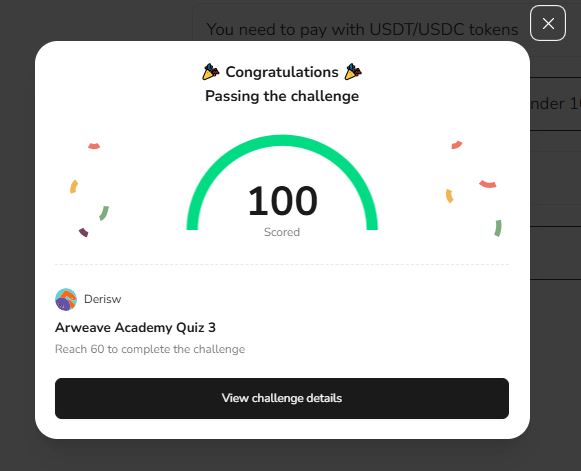 You need to pay with USDT/USDC tokens
🎉 Congratulations 🎉
Passing the challenge
nder 10
100
Scored
Derisw
Arweave Academy Quiz 3
Reach 60 to complete the challenge
View challenge details